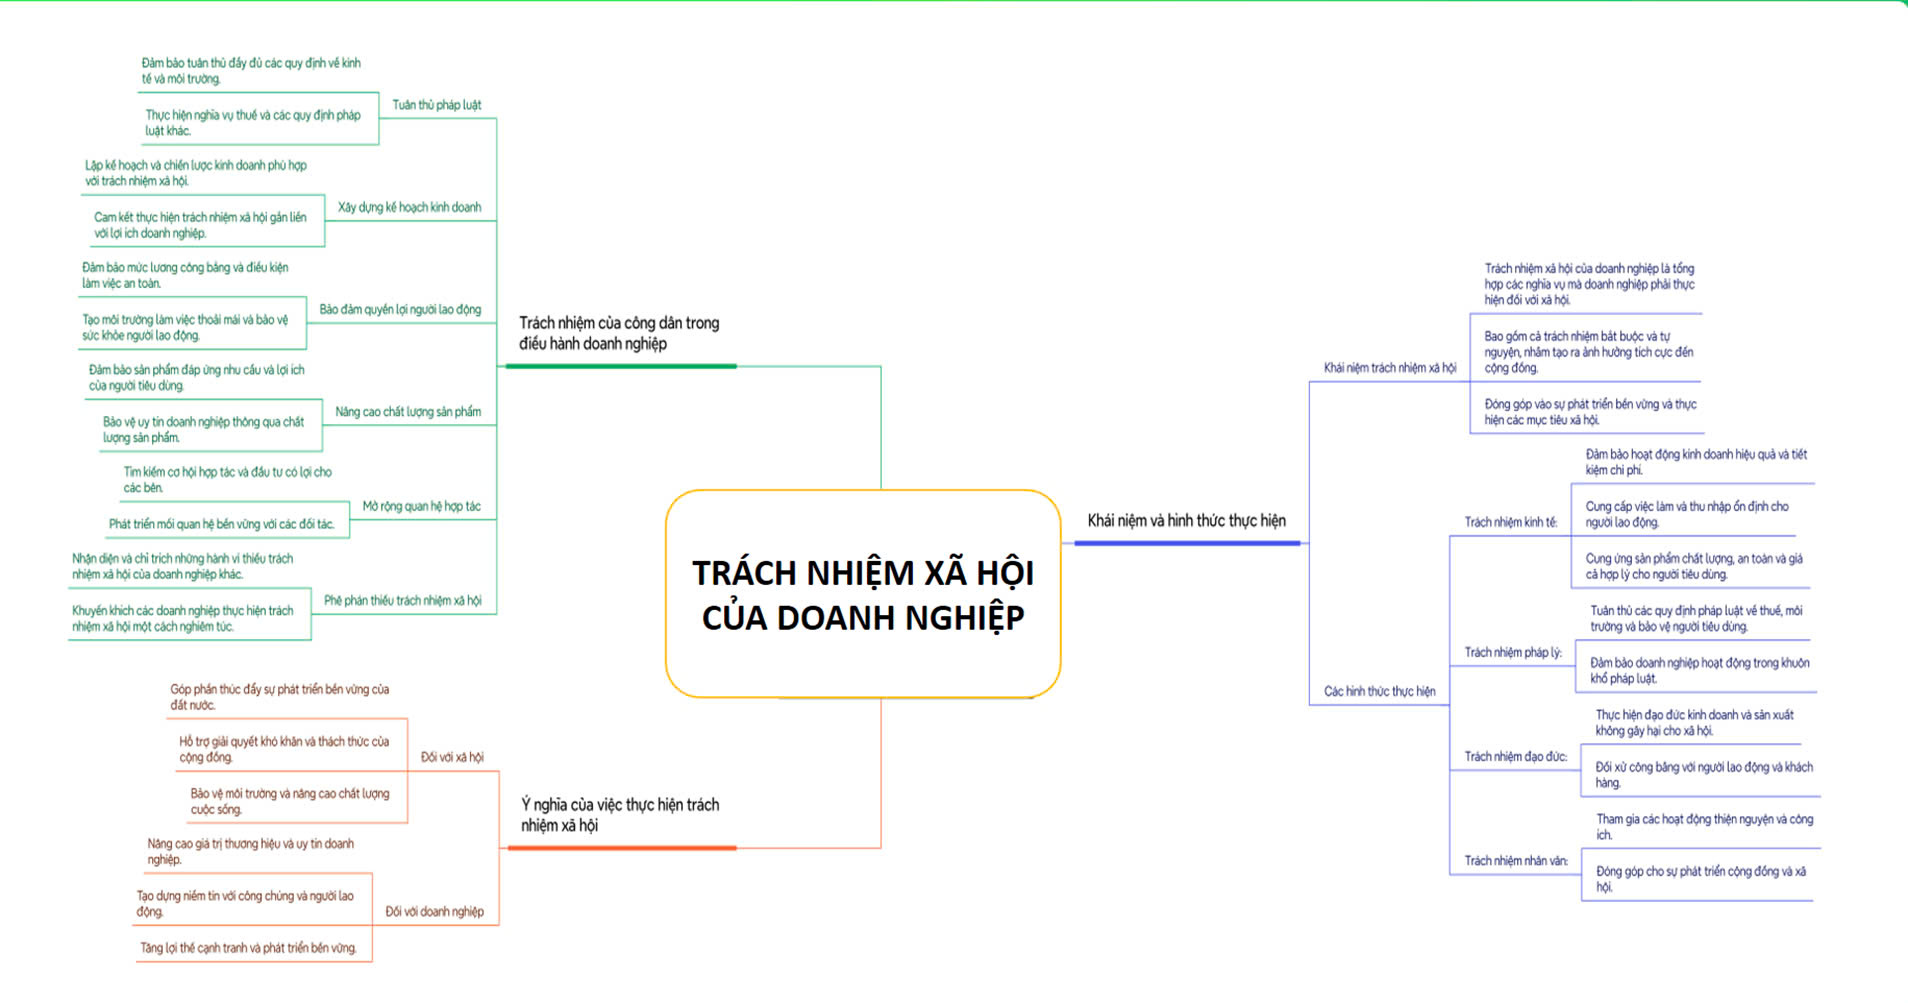 Đảm bảo tuân thủ đầy đủ các quy định về kinh
tế và môi trường.
Thực hiện nghĩa vụ thuế và các quy định pháp
luật khác.
Tuân thủ pháp luật
Lập kế hoạch và chiến lược kinh doanh phù hợp
với trách nhiệm xã hội.
Cam kết thực hiện trách nhiệm xã hội gắn liền
với lợi ích doanh nghiệp.
Xây dựng kế hoạch kinh doanh
Đảm bảo mức lương công bằng và điều kiện
làm việc an toàn.
Tạo môi trường làm việc thoải mái và bảo vệ
sức khỏe người lao động.
Bảo đảm quyền lợi người lao động
Đảm bảo sản phẩm đáp ứng nhu cầu và lợi ích
của người tiêu dùng.
Bảo vệ uy tín doanh nghiệp thông qua chất
lượng sản phẩm.
Nâng cao chất lượng sản phẩm
Tìm kiếm cơ hội hợp tác và đầu tư có lợi cho
các bên.
Phát triển mối quan hệ bền vững với các đối tác.
Mở rộng quan hệ hợp tác
Nhận diện và chỉ trích những hành vi thiếu trách
nhiệm xã hội của doanh nghiệp khác.
Khuyến khích các doanh nghiệp thực hiện trách
nhiệm xã hội một cách nghiêm túc.
Phê phán thiếu trách nhiệm xã hội
Trách nhiệm của công dân trong
điều hành doanh nghiệp
Góp phần thúc đẩy sự phát triển bền vững của
đất nước.
Hỗ trợ giải quyết khó khăn và thách thức của
cộng đồng.
Bảo vệ môi trường và nâng cao chất lượng
cuộc sống.
Đối với xã hội
Nâng cao giá trị thương hiệu và uy tín doanh
nghiệp.
Tạo dựng niềm tin với công chúng và người lao
động.
Tăng lợi thế cạnh tranh và phát triển bền vững.
Đối với doanh nghiệp
Ý nghĩa của việc thực hiện trách
nhiệm xã hội
TRÁCH NHIỆM XÃ HỘI
CỦA DOANH NGHIỆP
Khái niệm và hình thức thực hiện
Khái niệm trách nhiệm xã hội
Trách nhiệm xã hội của doanh nghiệp là tổng
hợp các nghĩa vụ mà doanh nghiệp phải thực
hiện đối với xã hội.
Bao gồm cả trách nhiệm bắt buộc và tự
nguyện, nhằm tạo ra ảnh hưởng tích cực đến
cộng đồng.
Đóng góp vào sự phát triển bền vững và thực
hiện các mục tiêu xã hội.
Các hình thức thực hiện
Trách nhiệm kinh tế:
Đảm bảo hoạt động kinh doanh hiệu quả và tiết
kiệm chi phí.
Cung cấp việc làm và thu nhập ổn định cho
người lao động.
Cung ứng sản phẩm chất lượng, an toàn và giá
cả hợp lý cho người tiêu dùng.
Trách nhiệm pháp lý:
Tuân thủ các quy định pháp luật về thuế, môi
trường và bảo vệ người tiêu dùng.
Đảm bảo doanh nghiệp hoạt động trong khuôn
khổ pháp luật.
Trách nhiệm đạo đức:
Thực hiện đạo đức kinh doanh và sản xuất
không gây hại cho xã hội.
Đối xử công bằng với người lao động và khách
hàng.
Trách nhiệm nhân văn:
Tham gia các hoạt động thiện nguyện và công
ích.
Đóng góp cho sự phát triển cộng đồng và xã
hội.